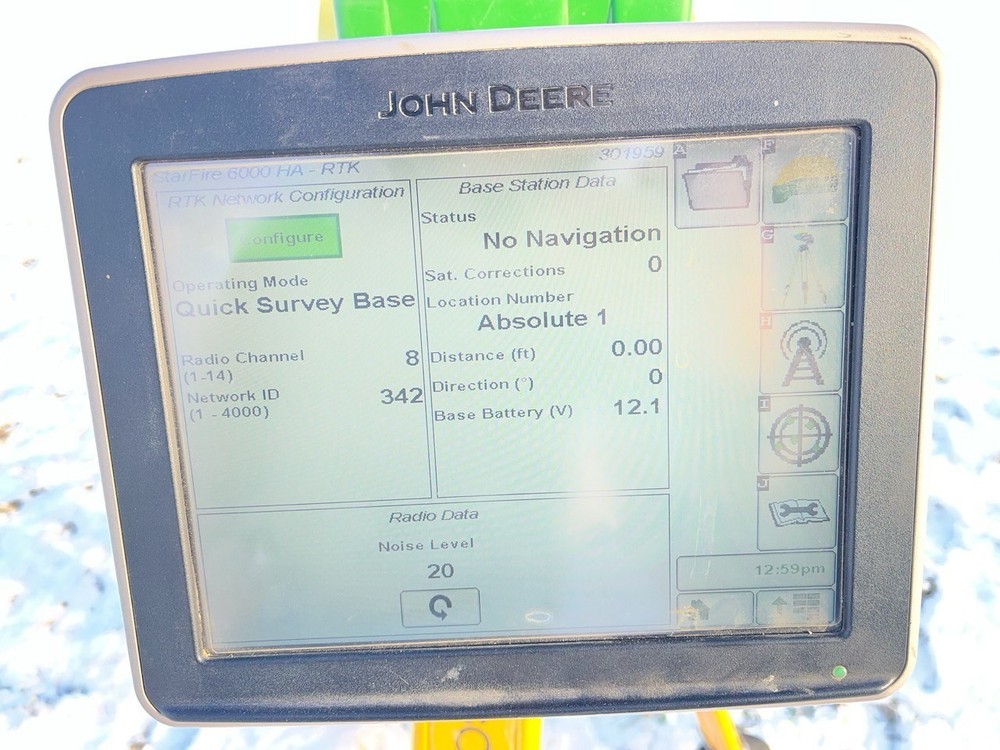 JOHN DEERE
StarFire 6000 HA - RTK
301959
RTK Network Configuration
Configure
Operating Mode
Quick Survey Base
Radio Channel
(1-14)
8
Network ID
(1 - 4000)
342
Base Station Data
Status
No Navigation
Sat. Corrections
0
Location Number
Absolute 1
Distance (ft)
0.00
Direction (°)
0
Base Battery (V)
12.1
Radio Data
Noise Level
20
A
F
G
H
I
J
12:59pm